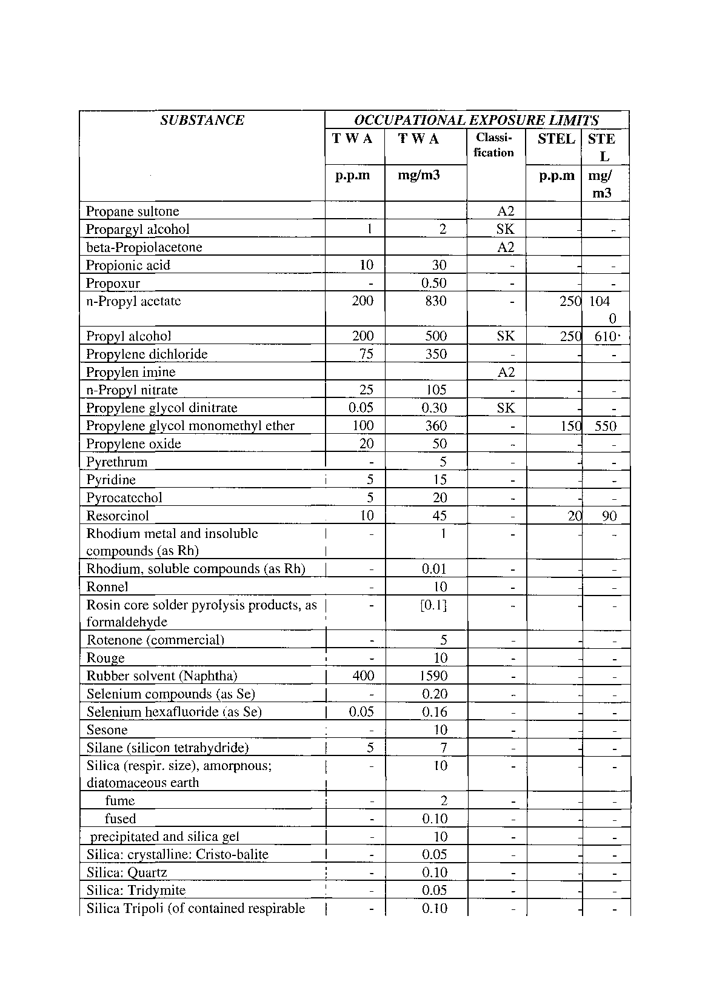 SUBSTANCE OCCUPATIONAL EXPOSURE LIMITS
T W A T W A Classi- STEL STE
fication L
p.p.m mg/m3 p.p.m mg/
m3
Propane sultone A2
Propargyl alcohol 1 2 SK - -
beta-Propiolacetone A2
Propionic acid 10 30 - - -
Propoxur - 0.50 - - -
n-Propyl acetate 200 830 - 250 104
0
Propyl alcohol 200 500 SK 250 610
Propylene dichloride 75 350 - - -
Propylen imine A2
n-Propyl nitrate 25 105 - - -
Propylene glycol dinitrate 0.05 0.30 SK - -
Propylene glycol monomethyl ether 100 360 - 150 550
Propylene oxide 20 50 - - -
Pyrethrum - 5 - - -
Pyridine 5 15 - - -
Pyrocatechol 5 20 - - -
Resorcinol 10 45 - 20 90
Rhodium metal and insoluble - 1 - - -
compounds (as Rh)
Rhodium, soluble compounds (as Rh) - 0.01 - - -
Ronnel - 10 - - -
Rosin core solder pyrolysis products, as - [0.1] - - -
formaldehyde
Rotenone (commercial) - 5 - - -
Rouge - 10 - - -
Rubber solvent (Naphtha) 400 1590 - - -
Selenium compounds (as Se) - 0.20 - - -
Selenium hexafluoride (as Se) 0.05 0.16 - - -
Sesone - 10 - - -
Silane (silicon tetrahydride) 5 7 - - -
Silica (respir. size), amorpnous; - 10 - - -
diatomaceous earth
fume - 2 - - -
fused - 0.10 - - -
precipitated and silica gel - 10 - - -
Silica: crystalline: Cristo-balite - 0.05 - - -
Silica: Quartz - 0.10 - - -
Silica: Tridymite - 0.05 - - -
Silica Tripoli (of contained respirable - 0.10 - - -